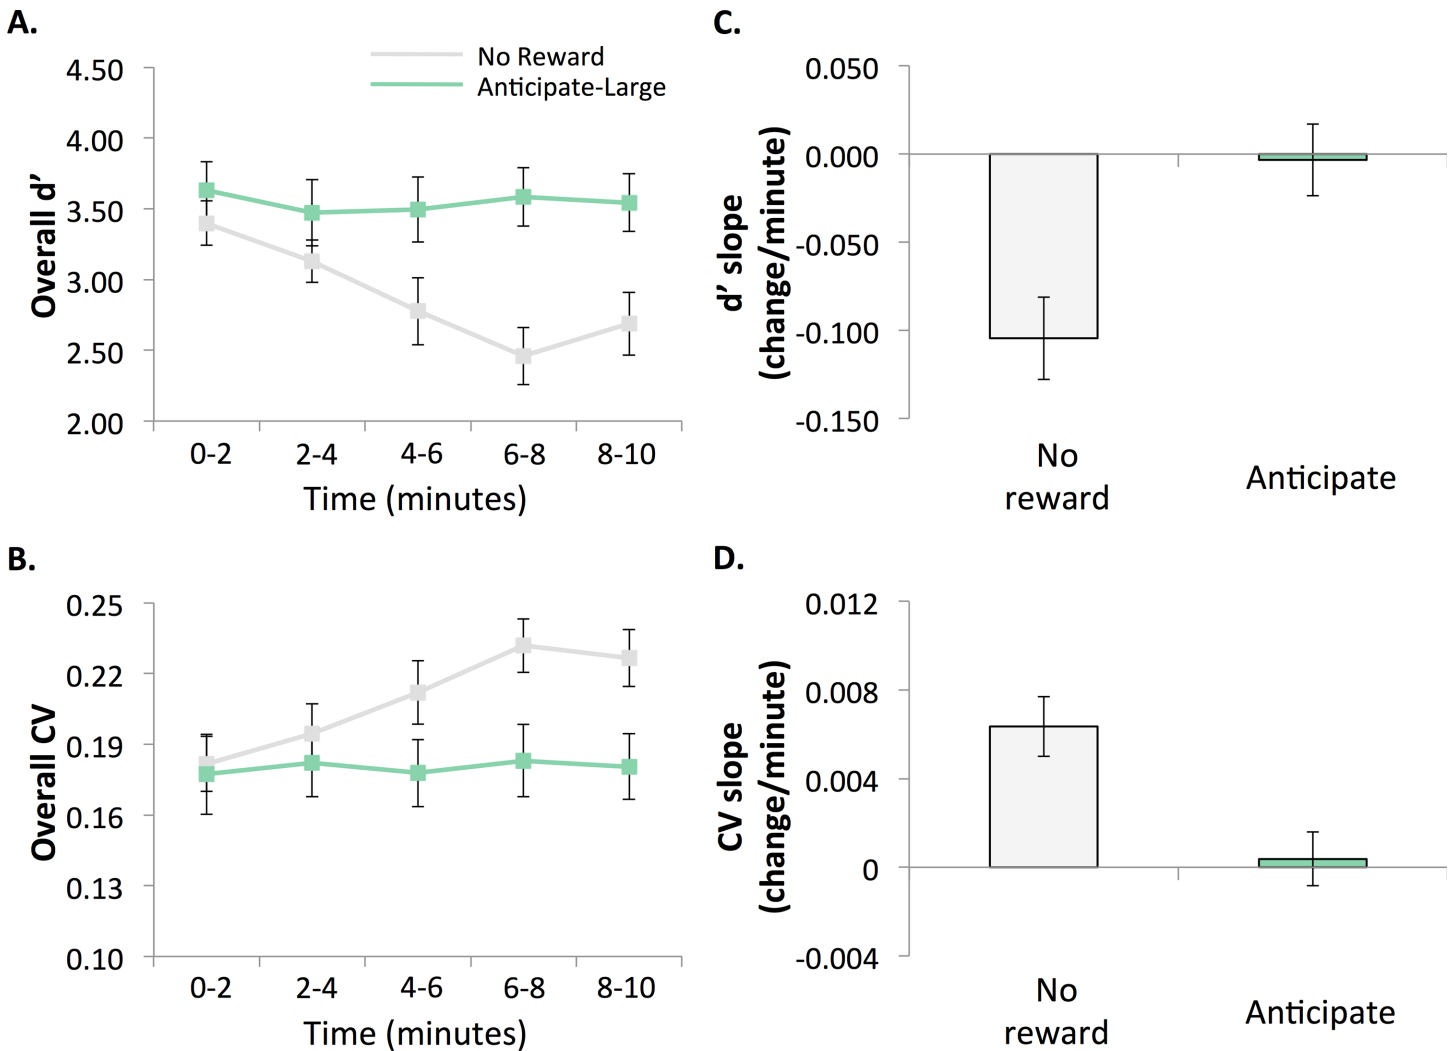 A.
No Reward
Anticipate-Large
4.50
4.00
3.50
3.00
2.50
2.00
Overall d’
0-2 2-4 4-6 6-8 8-10
Time (minutes)
B.
0.25
0.22
0.19
0.16
0.13
0.10
Overall CV
0-2 2-4 4-6 6-8 8-10
Time (minutes)
C.
0.050
0.000
-0.050
-0.100
-0.150
d’ slope
(change/minute)
No
reward
Anticipate
D.
0.012
0.008
0.004
0
-0.004
CV slope
(change/minute)
No
reward
Anticipate